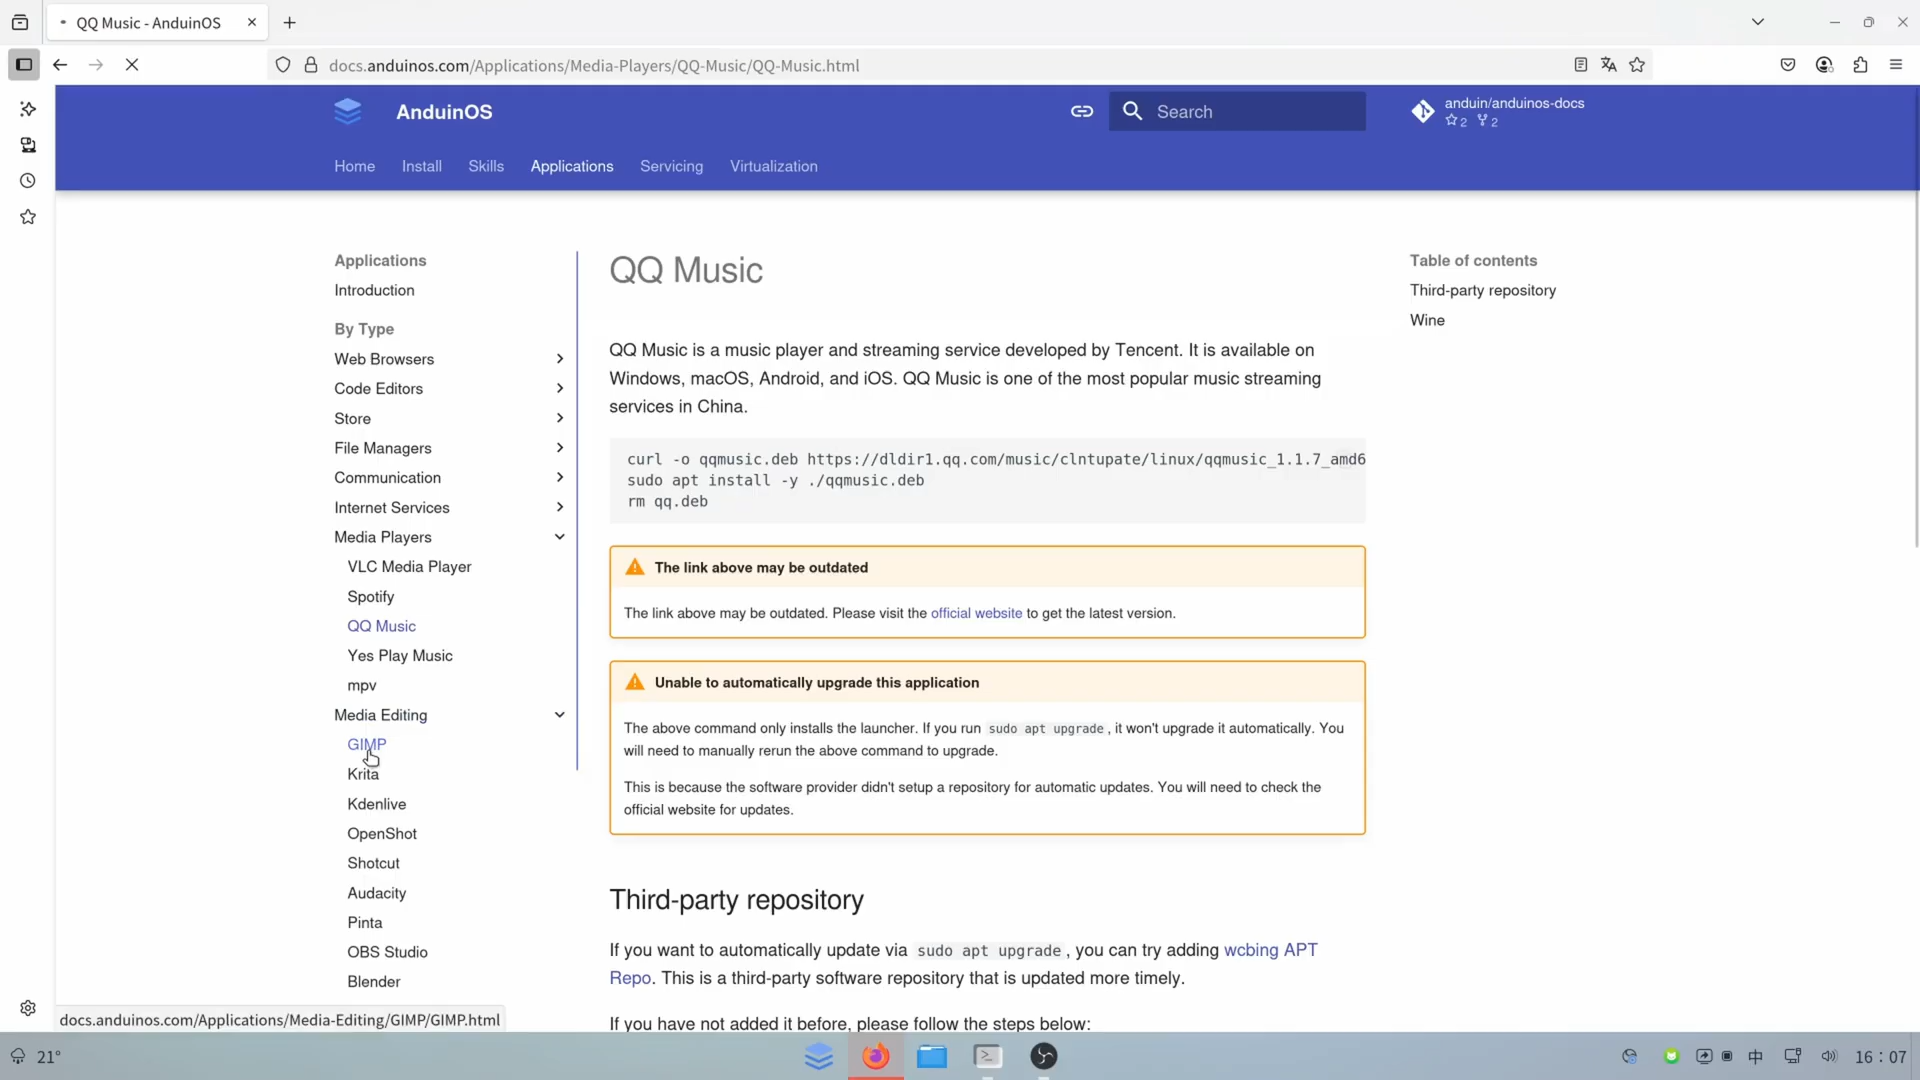 QQ Music - AnduinOS
docs.anduinos.com/Applications/Media-Players/QQ-Music/QQ-Music.html
AnduinOS
Search
anduin/anduinos-docs
2 2
Home Install Skills Applications Servicing Virtualization
Applications
Introduction
By Type
Web Browsers
Code Editors
Store
File Managers
Communication
Internet Services
Media Players
VLC Media Player
Spotify
QQ Music
Yes Play Music
mpv
Media Editing
GIMP
Krita
Kdenlive
OpenShot
Shotcut
Audacity
Pinta
OBS Studio
Blender
QQ Music
QQ Music is a music player and streaming service developed by Tencent. It is available on
Windows, macOS, Android, and iOS. QQ Music is one of the most popular music streaming
services in China.
curl -o qqmusic.deb https://dldir1.qq.com/music/clntupate/linux/qqmusic_1.1.7_amd6
sudo apt install -y ./qqmusic.deb
rm qq.deb
The link above may be outdated
The link above may be outdated. Please visit the official website to get the latest version.
Unable to automatically upgrade this application
The above command only installs the launcher. If you run sudo apt upgrade, it won't upgrade it automatically. You
will need to manually rerun the above command to upgrade.
This is because the software provider didn't setup a repository for automatic updates. You will need to check the
official website for updates.
Third-party repository
If you want to automatically update via sudo apt upgrade, you can try adding wcbing APT
Repo. This is a third-party software repository that is updated more timely.
If you have not added it before, please follow the steps below:
Table of contents
Third-party repository
Wine
docs.anduinos.com/Applications/Media-Editing/GIMP/GIMP.html
21°
中
16:07